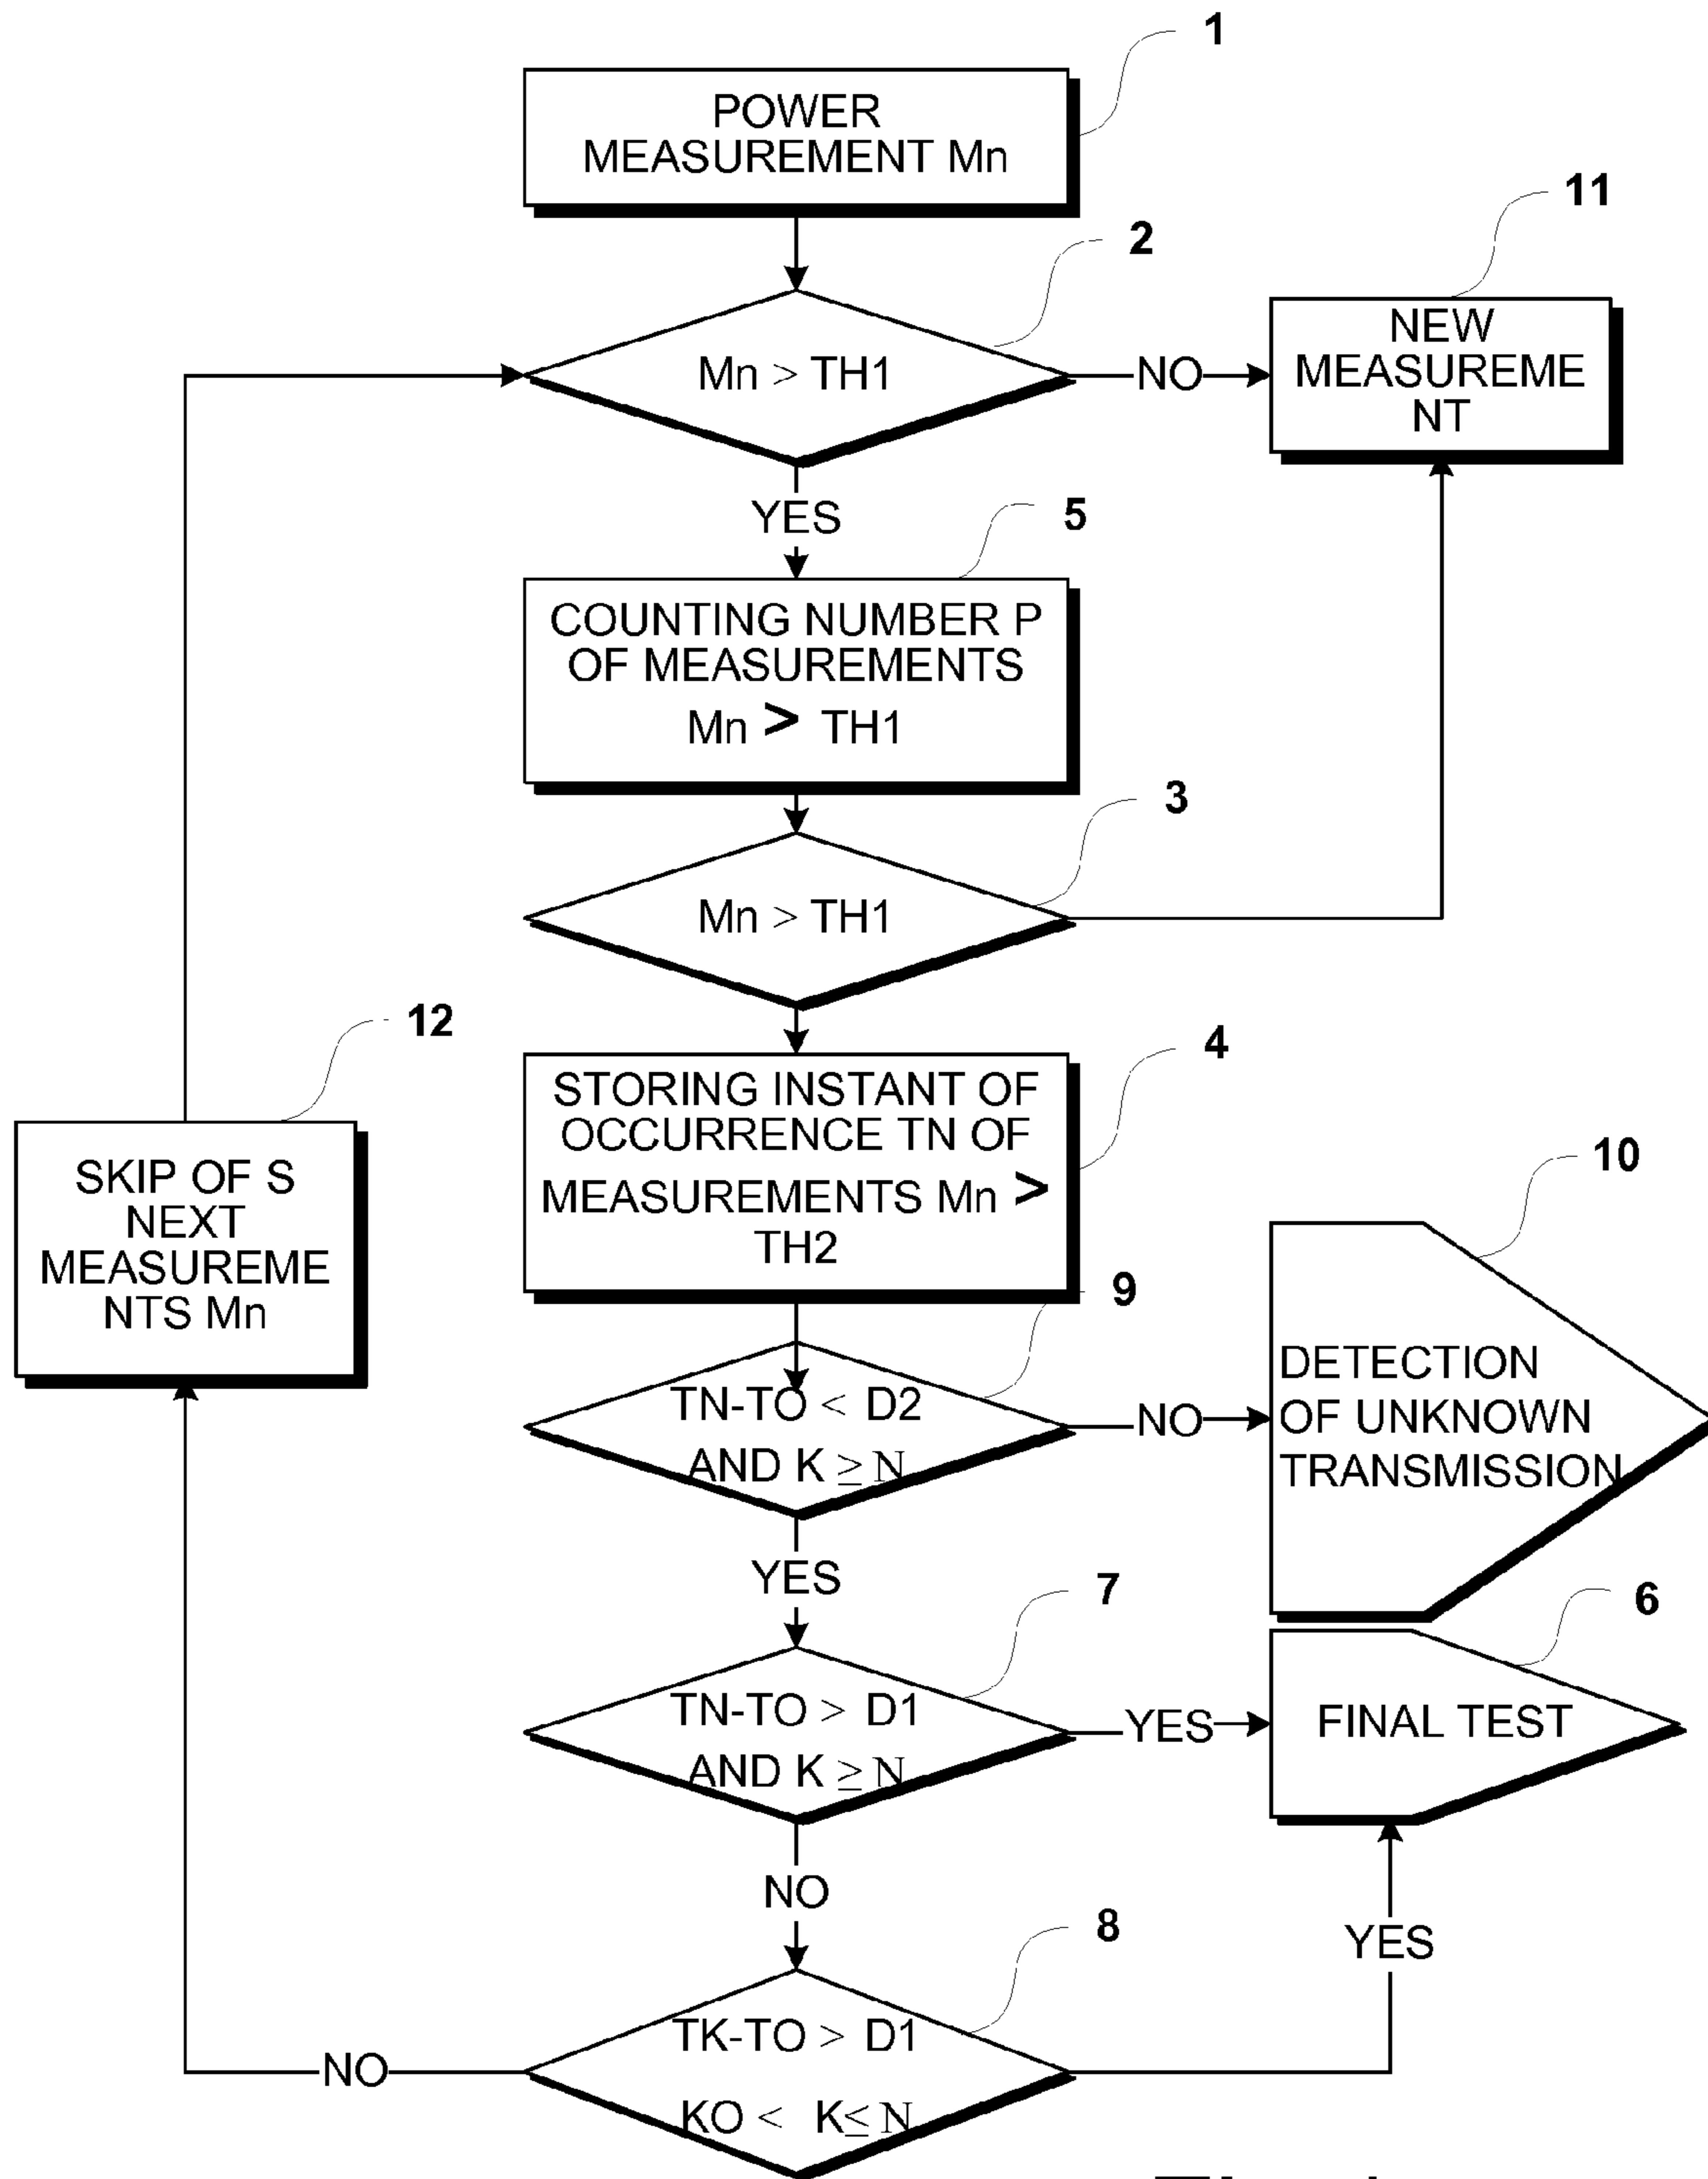 1
POWER
MEASUREMENT Mn
11
2
NEW
MEASUREME
NT
Mn > TH1
NO
YES
5
COUNTING NUMBER P
OF MEASUREMENTS
Mn > TH1
3
Mn > TH1
12
4
STORING INSTANT OF
OCCURRENCE TN OF
MEASUREMENTS Mn >
TH2
SKIP OF S
NEXT
MEASUREME
NTS Mn
10
9
DETECTION
OF UNKNOWN
TRANSMISSION
TN-TO < D2
AND K ≥ N
NO
YES
7
6
TN-TO > D1
AND K ≥ N
YES
FINAL TEST
NO
8
YES
TK-TO > D1
KO < K ≤ N
NO